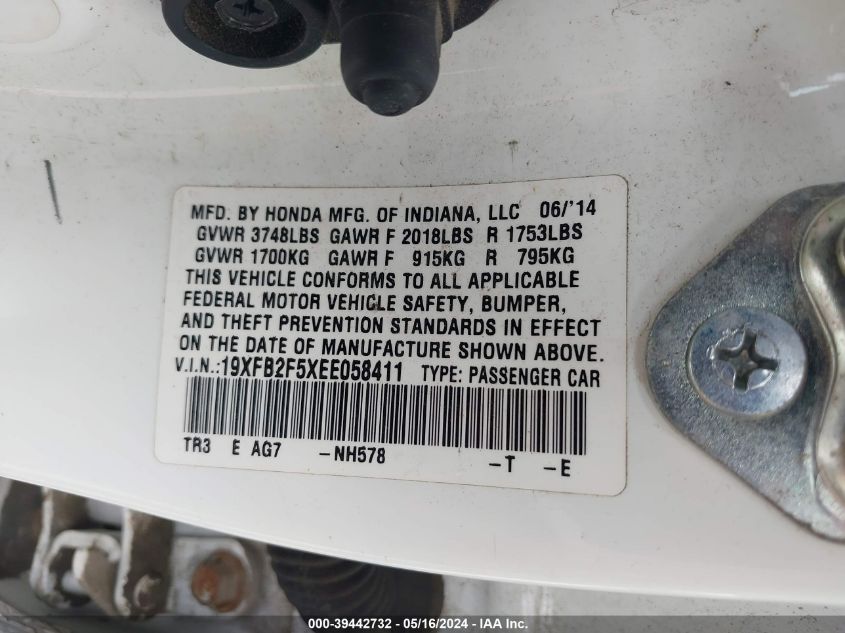 MFD. BY HONDA MFG. OF INDIANA, LLC 06/'14
GVWR 3748LBS GAWR F 2018LBS R 1753LBS
GVWR 1700KG GAWR F 915KG R 795KG
THIS VEHICLE CONFORMS TO ALL APPLICABLE
FEDERAL MOTOR VEHICLE SAFETY, BUMPER,
AND THEFT PREVENTION STANDARDS IN EFFECT
ON THE DATE OF MANUFACTURE SHOWN ABOVE.
V.I.N.:19XFB2F5XEE058411 TYPE: PASSENGER CAR
TR3 E AG7 -NH578 -T -E
000-39442732 - 05/16/2024 - IAA Inc.